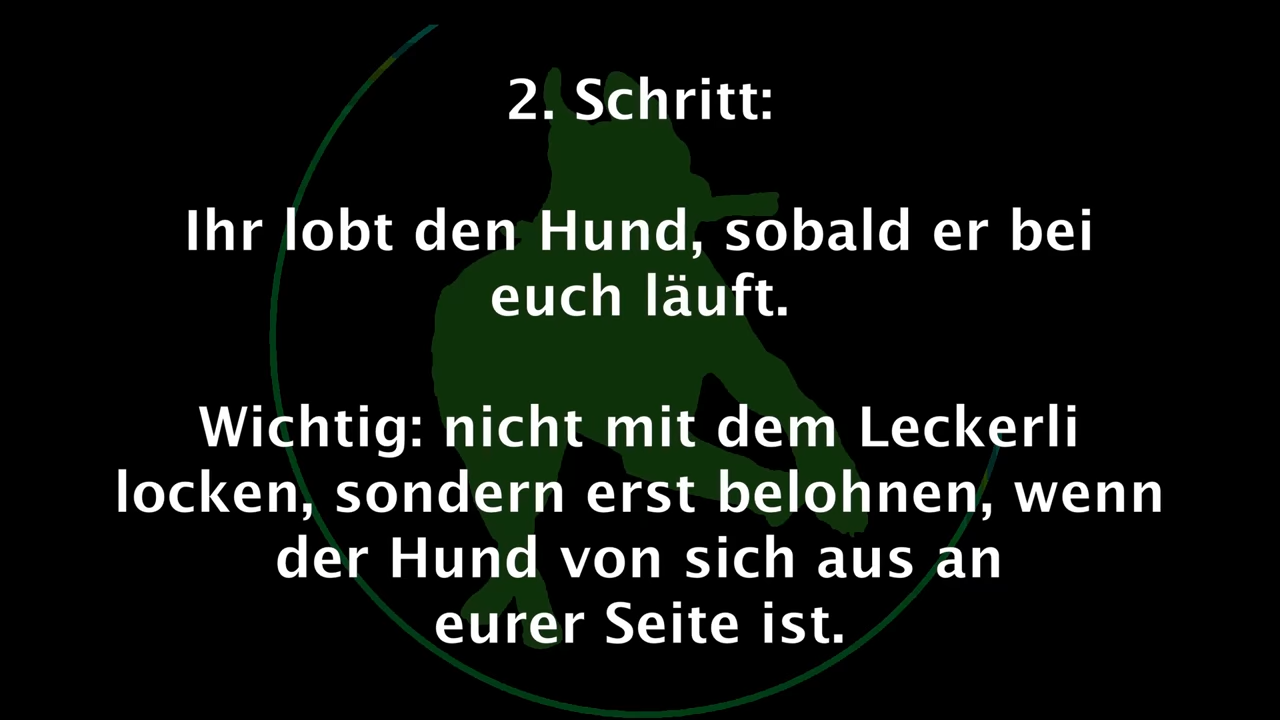 2. Schritt:
Ihr lobt den Hund, sobald er bei
euch läuft.
Wichtig: nicht mit dem Leckerli
locken, sondern erst belohnen, wenn
der Hund von sich aus an
eurer Seite ist.